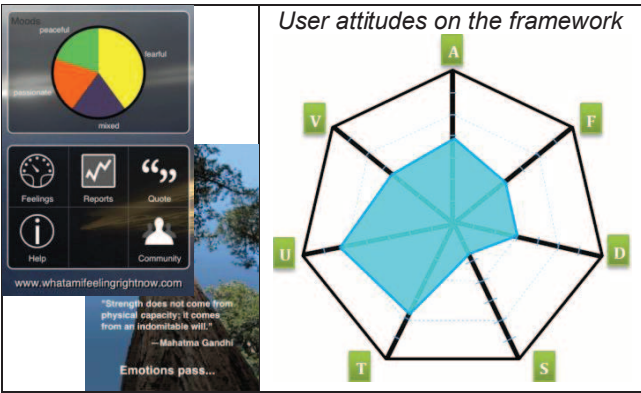 Moods
peaceful
fearful
passionate
mixed
Feelings
Reports
Quote
Help
Community
www.whatamifeelingrightnow.com
"Strength does not come from
physical capacity; it comes
from an indomitable will."
—Mahatma Gandhi
Emotions pass...
User attitudes on the framework
A
F
D
S
T
U
V